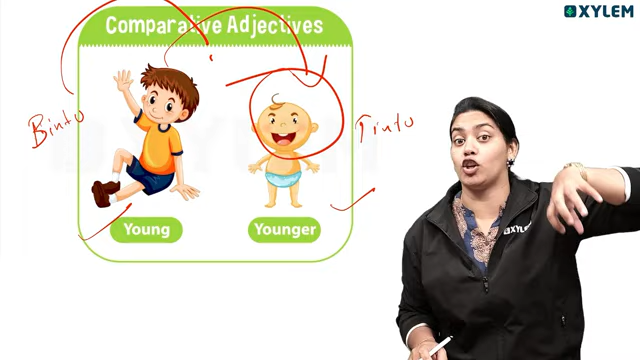 XYLEM
Comparative Adjectives
Bintu
Tintu
Young
Younger
XYLEM